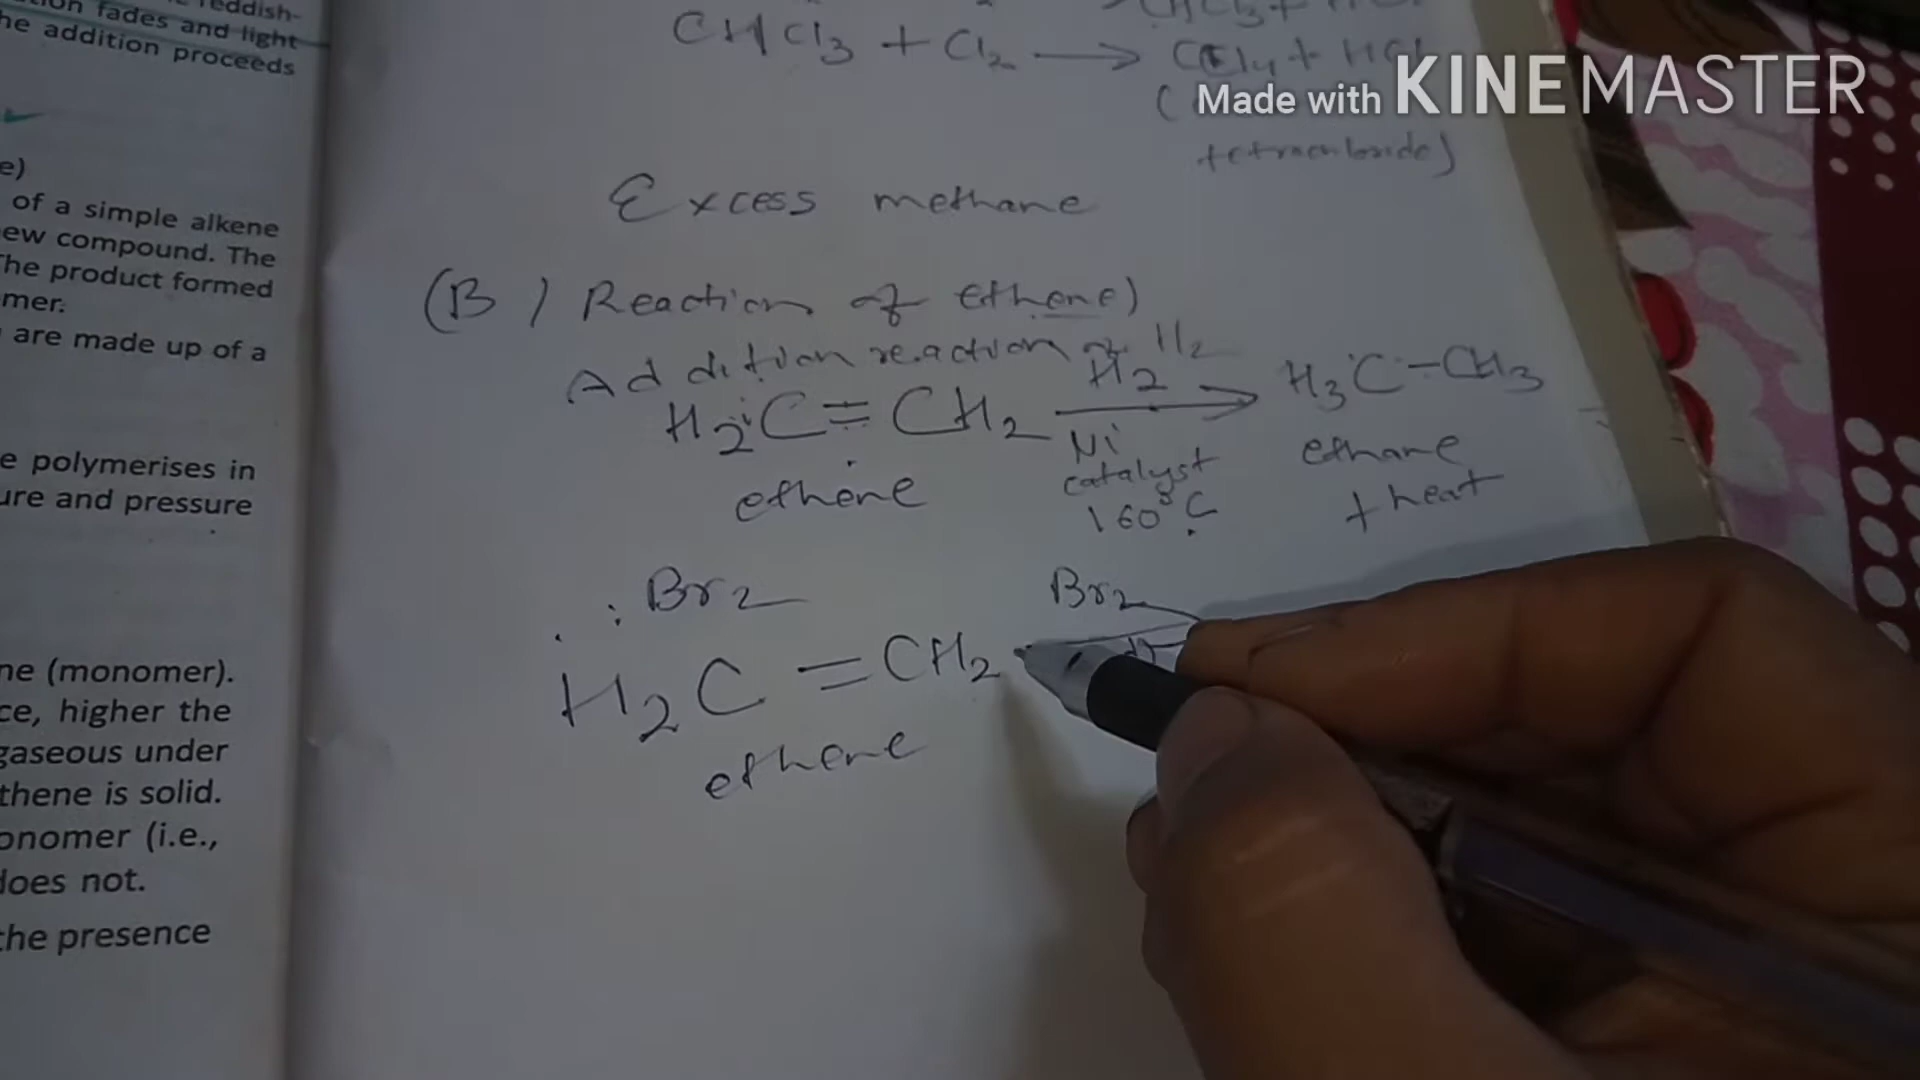 eddish-
tion fades and light
he addition proceeds
e)
of a simple alkene
ew compound. The
The product formed
mer.
are made up of a
e polymerises in
ure and pressure
ne (monomer).
ce, higher the
gaseous under
thene is solid.
onomer (i.e.,
does not.
the presence
CHCl3 + Cl2 → CCl4 + HCl
(
tetrachloride)
Made with KINEMASTER
Excess methane
(B) Reaction of ethene)
Addition reaction of H2
H2C=CH2 H2 → H3C-CH3
ethene Ni catalyst 160°C ethane + heat
Br2 Br2
H2C=CH2
ethene